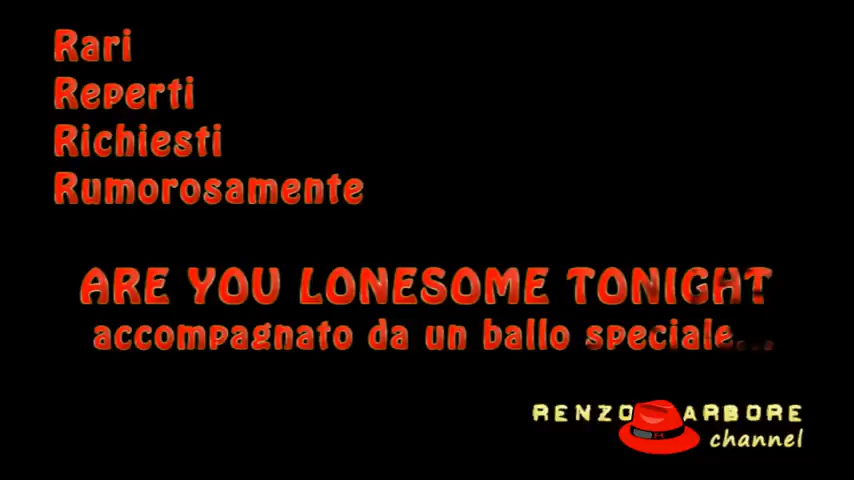 Rari
Reperti
Richiesti
Rumorosamente
ARE YOU LONESOME TONIGHT
accompagnato da un ballo speciale...
RENZO ARBORE
channel